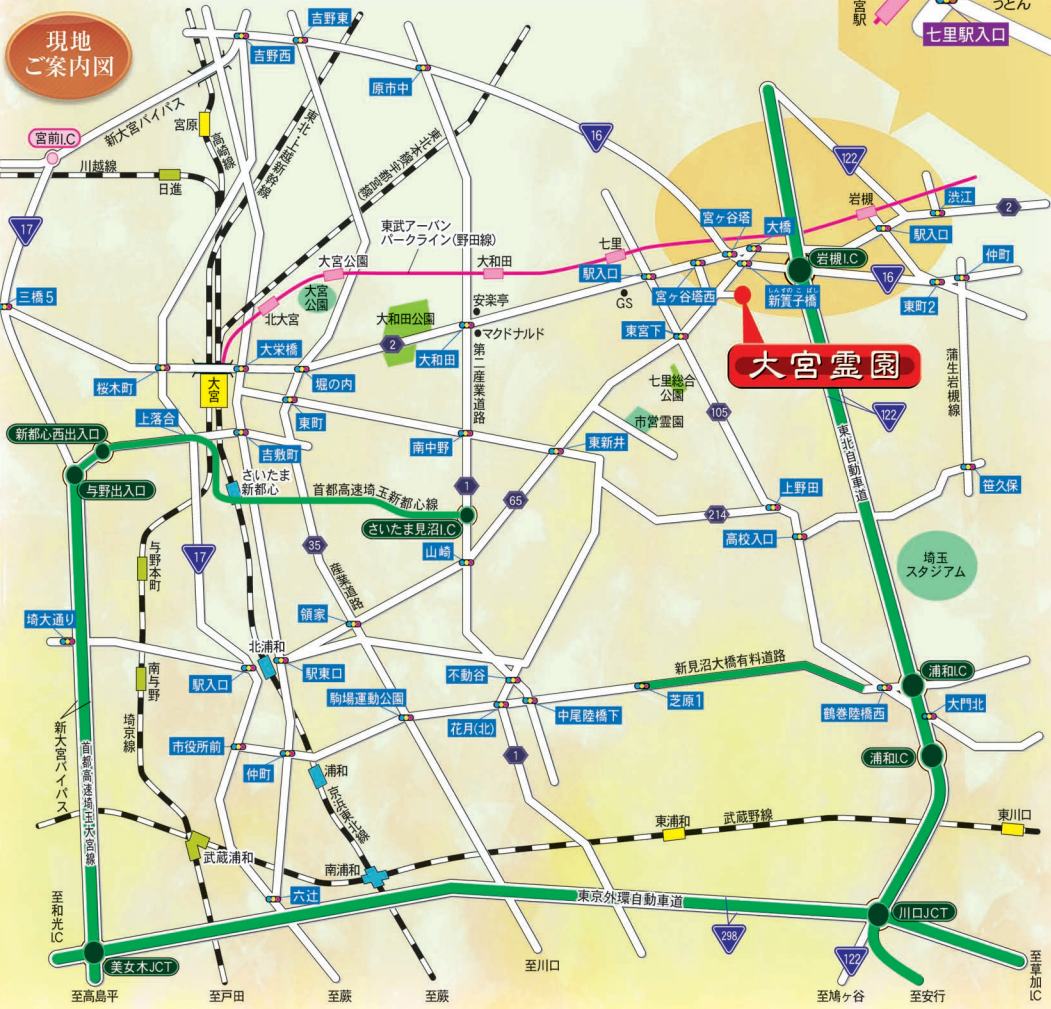 現地
ご案内図
宮駅
うどん
七里駅入口
吉野東
吉野西
原市中
新大宮バイパス
宮前I.C
宮原
高崎線
東北・上越新幹線
東北本線宇都宮線
16
122
川越線
日進
17
東武アーバン
パークライン(野田線)
岩槻
渋江
2
宮ヶ谷塔
大橋
駅入口
七里
大宮公園
大和田
岩槻I.C
仲町
三橋5
大宮
公園
北大宮
安楽亭
マクドナルド
大和田公園
駅入口
GS
宮ヶ谷塔西
しんすのこばし
新簀子橋
16
東町2
東宮下
大栄橋
2
大和田
第二産業道路
大宮霊園
蒲生岩槻線
桜木町
大宮
堀の内
七里総合
公園
105
122
上落合
東町
市営霊園
新都心西出入口
吉敷町
南中野
東新井
東北自動車道
与野出入口
さいたま
新都心
首都高速埼玉新都心線
1
65
上野田
笹久保
さいたま見沼I.C
214
高校入口
与野本町
17
35
産業道路
山崎
埼玉
スタジアム
埼大通り
領家
北浦和
駅東口
駅入口
南与野
不動谷
新見沼大橋有料道路
浦和I.C
駒場運動公園
花月(北)
中尾陸橋下
芝原1
鶴巻陸橋西
大門北
新大宮バイパス
首都高速埼玉大宮線
埼京線
市役所前
仲町
浦和
1
浦和I.C
京浜東北線
東浦和
武蔵野線
東川口
武蔵浦和
南浦和
六辻
東京外環自動車道
298
川口JCT
至和光I.C
美女木JCT
122
至草加I.C
至高島平
至戸田
至蕨
至蕨
至川口
至鳩ヶ谷
至安行